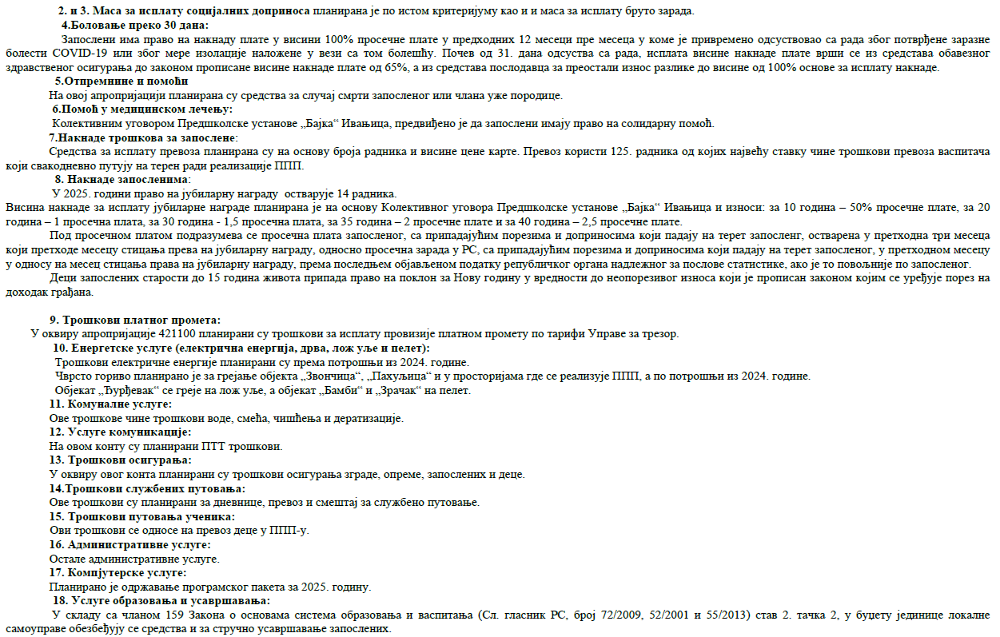 2. и 3. Маса за исплату социјалних доприноса планирана је по истом критеријуму као и и маса за исплату бруто зарада.
4.Боловање преко 30 дана:
Запослени има право на накнаду плате у висини 100% просечне плате у предходних 12 месеци пре месеца у коме је привремено одсуствовао са рада због потврђене заразне
болести COVID-19 или због мере изолације наложене у вези са том болешћу. Почев од 31. дана одсуства са рада, исплата висине накнаде плате врши се из средстава обавезног
здравственог осигурања до законом прописане висине накнаде плате од 65%, а из средстава послодавца за преостали износ разлике до висине од 100% основе за исплату накнаде.
5.Отпремнине и помоћи
На овој апропријацији планирана су средства за случај смрти запосленог или члана уже породице.
6.Помоћ у медицинском лечењу:
Колективним уговором Предшколске установе „Бајка“ Ивањица, предвиђено је да запослени имају право на солидарну помоћ.
7.Накнаде трошкова за запослене:
Средства за исплату превоза планирана су на основу броја радника и висине цене карте. Превоз користи 125. радника од којих највећу ставку чине трошкови превоза васпитача
који свакодневно путују на терен ради реализације ППП.
8. Накнаде запосленима:
У 2025. години право на јубиларну награду остварује 14 радника.
Висина накнаде за исплату јубиларне награде планирана је на основу Колективног уговора Предшколске установе „Бајка“ Ивањица и износи: за 10 година – 50% просечне плате, за 20
година – 1 просечна плата, за 30 година - 1,5 просечна плата, за 35 година – 2 просечне плате и за 40 година – 2,5 просечне плате.
Под просечном платом подразумева се просечна плата запосленог, са припадајућим порезима и доприносима који падају на терет запосленг, остварена у претходна три месеца
који претходе месецу стицања прева на јубиларну награду, односно просечна зарада у РС, са припадајућим порезима и доприносима који падају на терет запосленог, у претходном месецу
у односу на месец стицања права на јубиларну награду, према последњем објављеном податку републичког органа надлежног за послове статистике, ако је то повољније по запосленог.
Деци запослених старости до 15 година живота припада право на поклон за Нову годину у вредности до неопорезивог износа који је прописан законом којим се уређује порез на
доходак грађана.
9. Трошкови платног промета:
У оквиру апропријације 421100 планирани су трошкови за исплату провизије платном промету по тарифи Управе за трезор.
10. Енергетске услуге (електрична енергија, дрва, лож уље и пелет):
Трошкови електричне енергије планирани су према потрошњи из 2024. године.
Чврсто гориво планирано је за грејање објекта „Звончица“, „Пахуљица“ и у просторијама где се реализује ППП, а по потрошњи из 2024. године.
Објекат „Ђурђевак“ се греје на лож уље, а објекат „Бамби“ и „Зрачак“ на пелет.
11. Комуналне услуге:
Ове трошкове чине трошкови воде, смећа, чишћења и дератизације.
12. Услуге комуникације:
На овом конту су планирани ПТТ трошкови.
13. Трошкови осигурања:
У оквиру овог конта планирани су трошкови осигурања зграде, опреме, запослених и деце.
14.Трошкови службених путовања:
Ове трошкови су планирани за дневнице, превоз и смештај за службено путовање.
15. Трошкови путовања ученика:
Ови трошкови се односе на превоз деце у ППП-у.
16. Административне услуге:
Остале административне услуге.
17. Компјутерске услуге:
Планирано је одржавање програмског пакета за 2025. годину.
18. Услуге образовања и усавршавања:
У складу са чланом 159 Закона о основама система образовања и васпитања (Сл. гласник РС, број 72/2009, 52/2001 и 55/2013) став 2. тачка 2, у буџету јединице локалне
самоуправе обезбеђују се средства и за стручно усавршавање запослених.